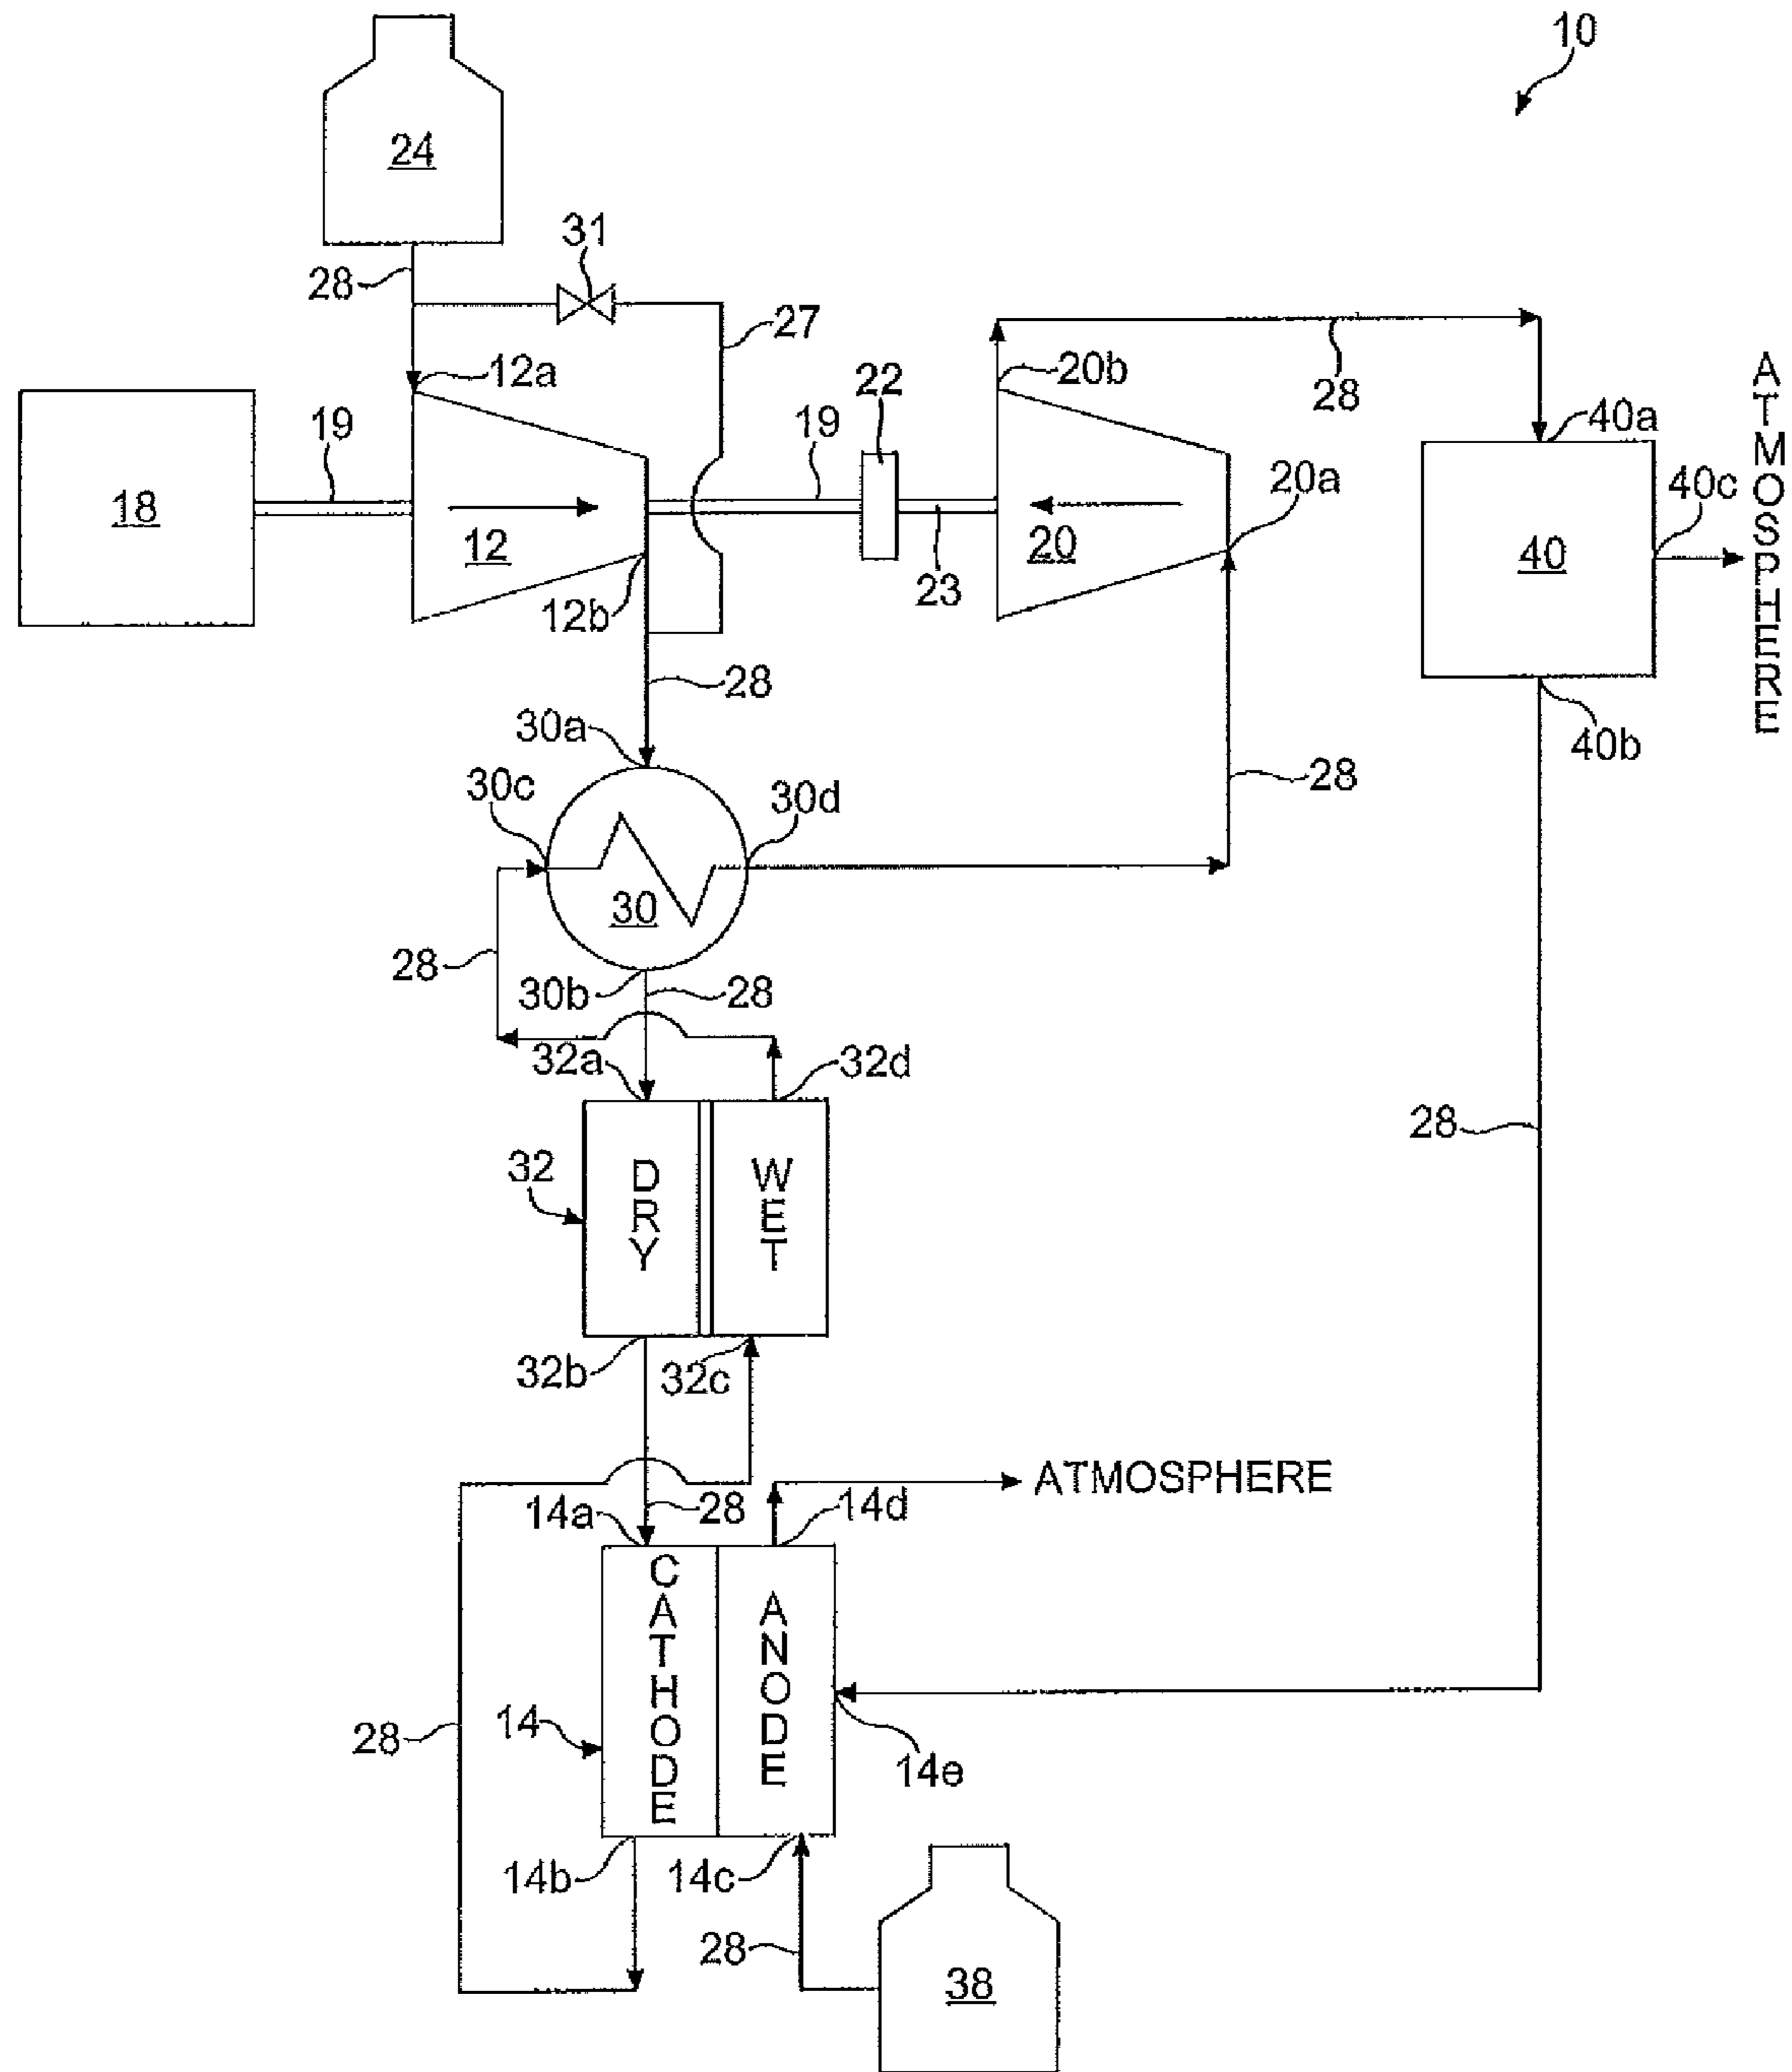 10
24
31
28
27
12a
22
20b
28
40a
ATMOSPHERE
19
19
20a
40c
18
12
20
40
12b
23
28
40b
30a
30c
30d
28
30
28
30b
28
32a
32d
28
32
DRY
WET
32b
32c
ATMOSPHERE
14a
28
14d
CATHODE
ANODE
28
14
14e
14b
14c
28
38